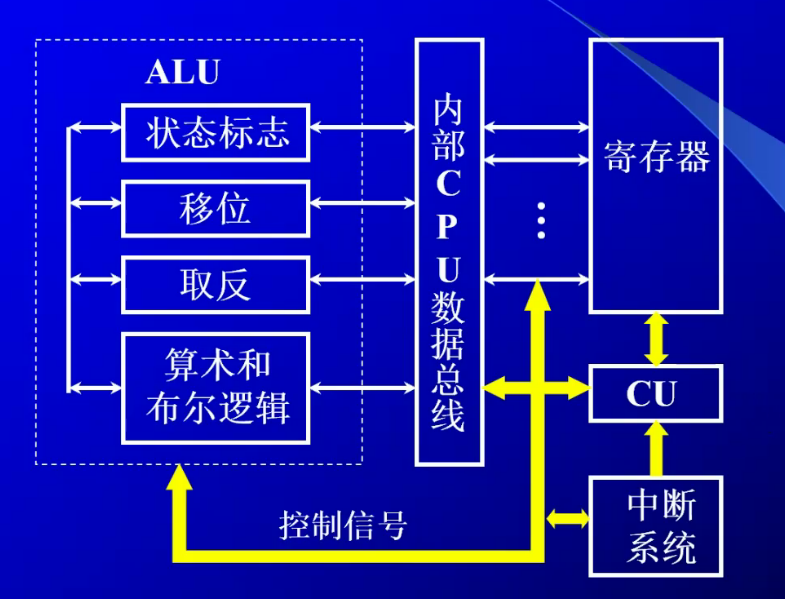 ALU
状态标志
移位
取反
算术和
布尔逻辑
内部CPU数据总线
寄存器
CU
中断
系统
控制信号